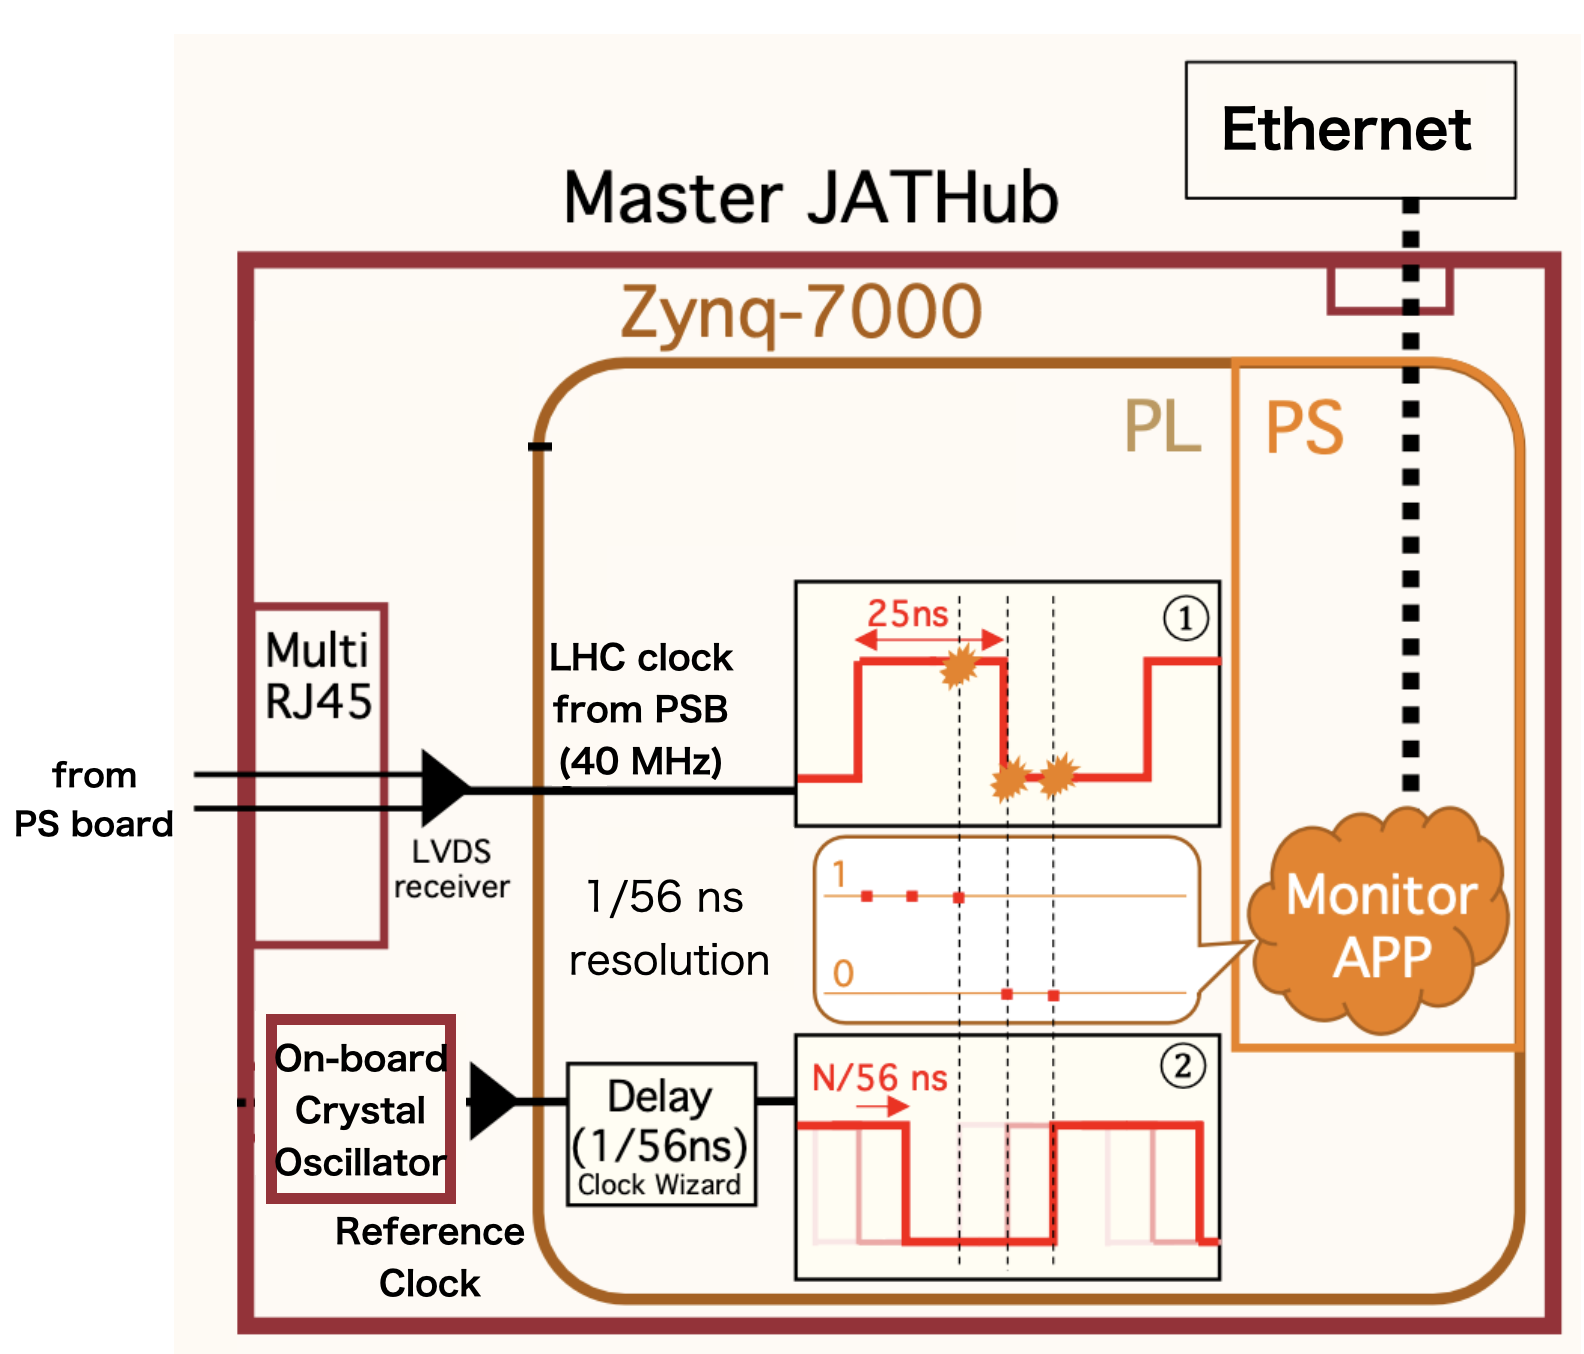 Ethernet
Master JATHub
Zynq-7000
PL
PS
25ns
①
Multi
RJ45
LHC clock
from PSB
(40 MHz)
from
PS board
LVDS
receiver
1/56 ns
resolution
1
0
Monitor
APP
On-board
Crystal
Oscillator
Delay
(1/56ns)
Clock Wizard
N/56 ns
②
Reference
Clock